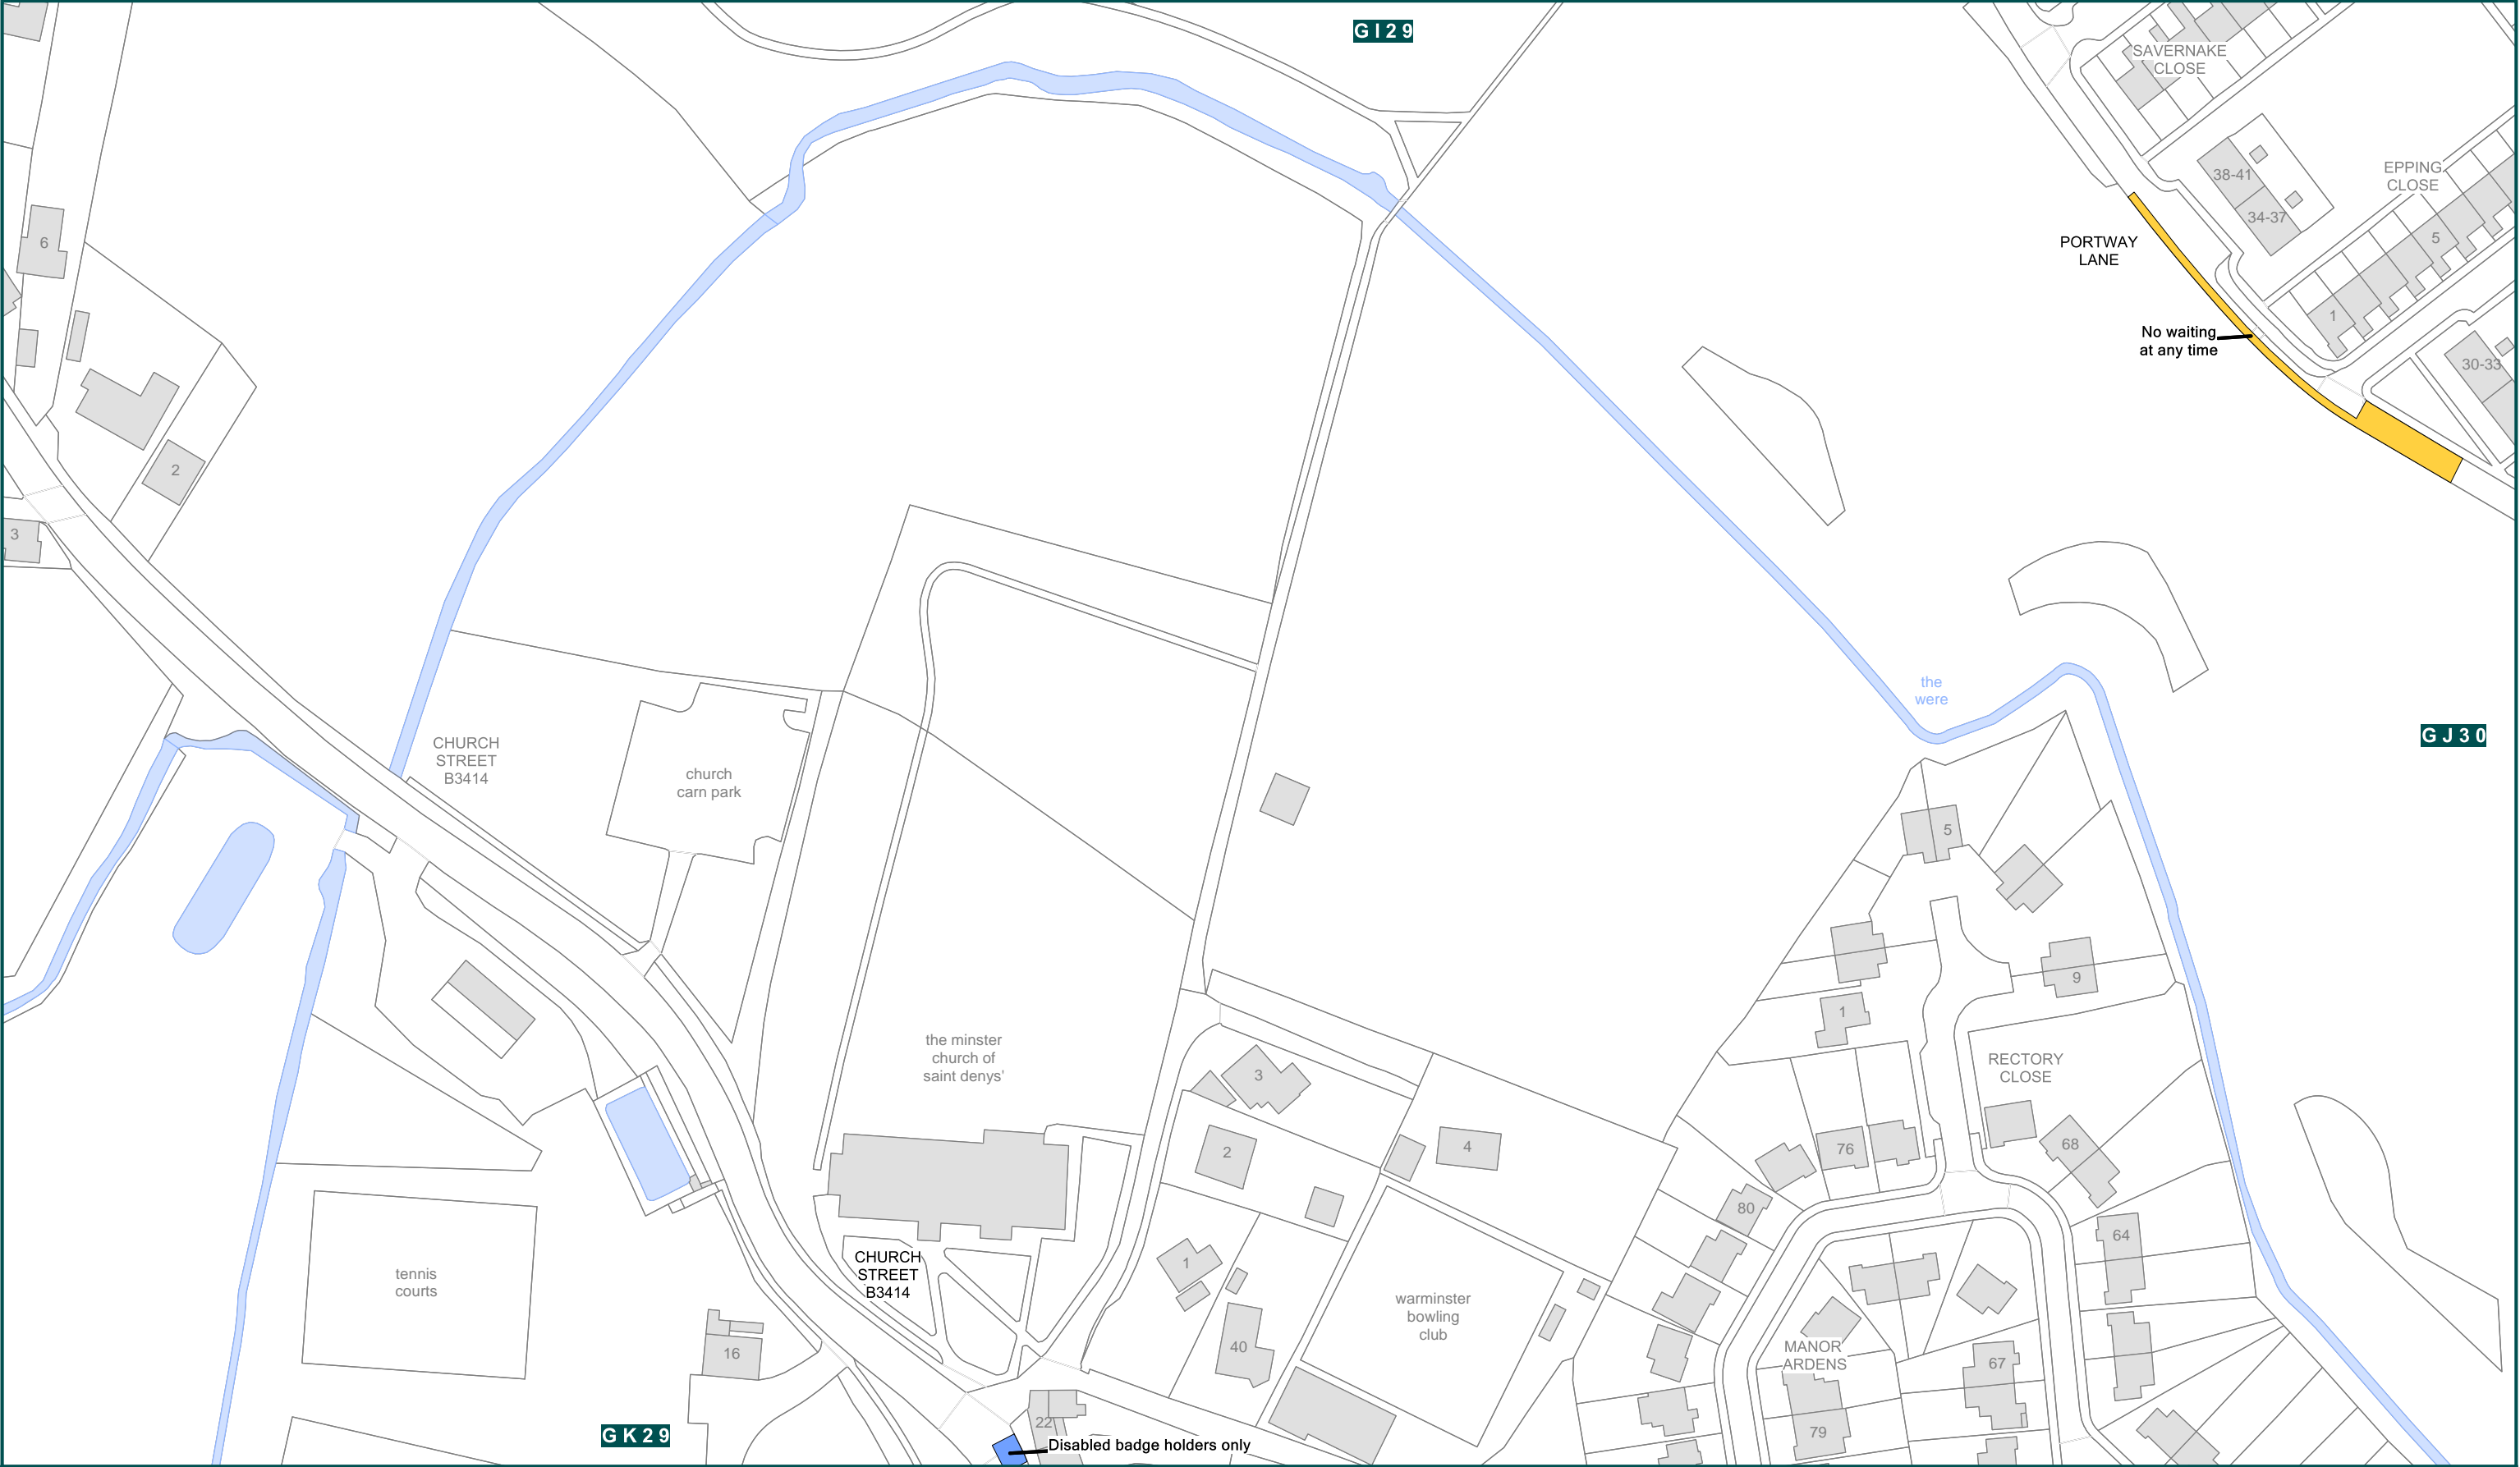 G I 2 9
SAVERNAKE
CLOSE
38-41
34-37
EPPING
CLOSE
5
1
PORTWAY
LANE
No waiting
at any time
30-33
6
2
3
the
were
G J 3 0
CHURCH
STREET
B3414
church
carn park
5
9
1
the minster
church of
saint denys'
RECTORY
CLOSE
3
2
4
76
68
80
64
1
tennis
courts
CHURCH
STREET
B3414
warminster
bowling
club
16
40
MANOR
ARDENS
67
79
22
G K 2 9
Disabled badge holders only